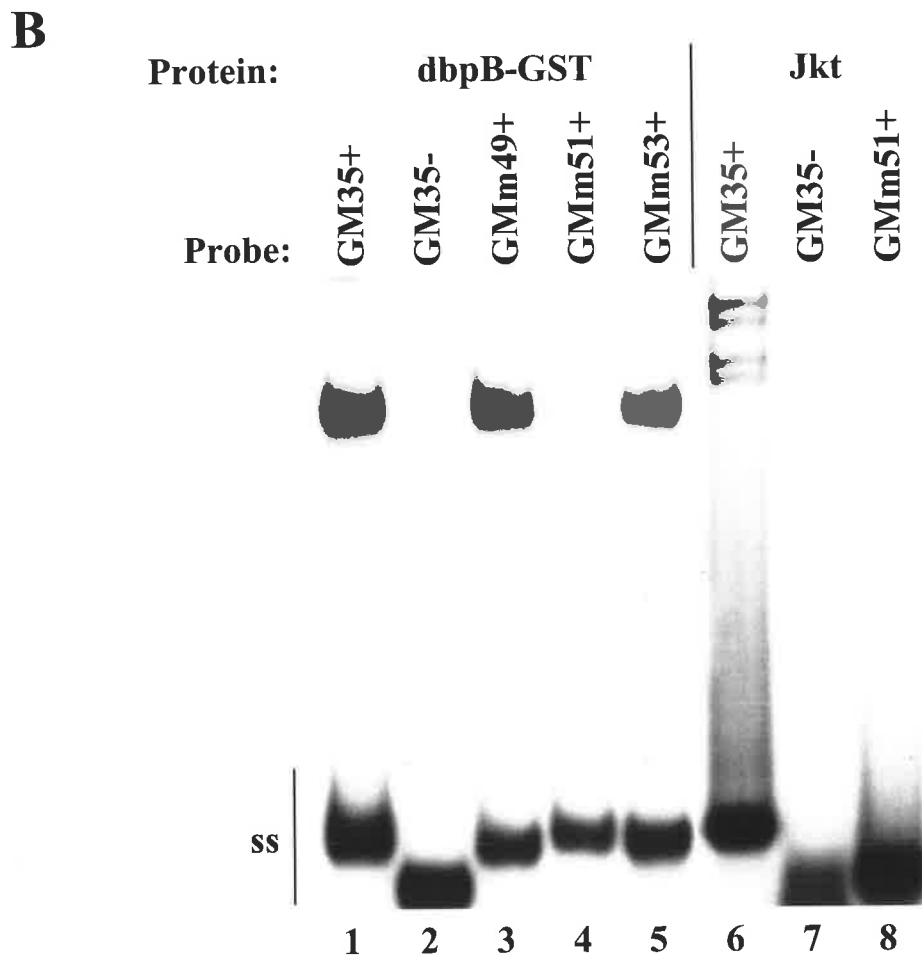 B
Protein: dbpB-GST Jkt
Probe: GM35+ GM35- GMm49+ GMm51+ GMm53+ GM35+ GM35- GMm51+
ss
1 2 3 4 5 6 7 8